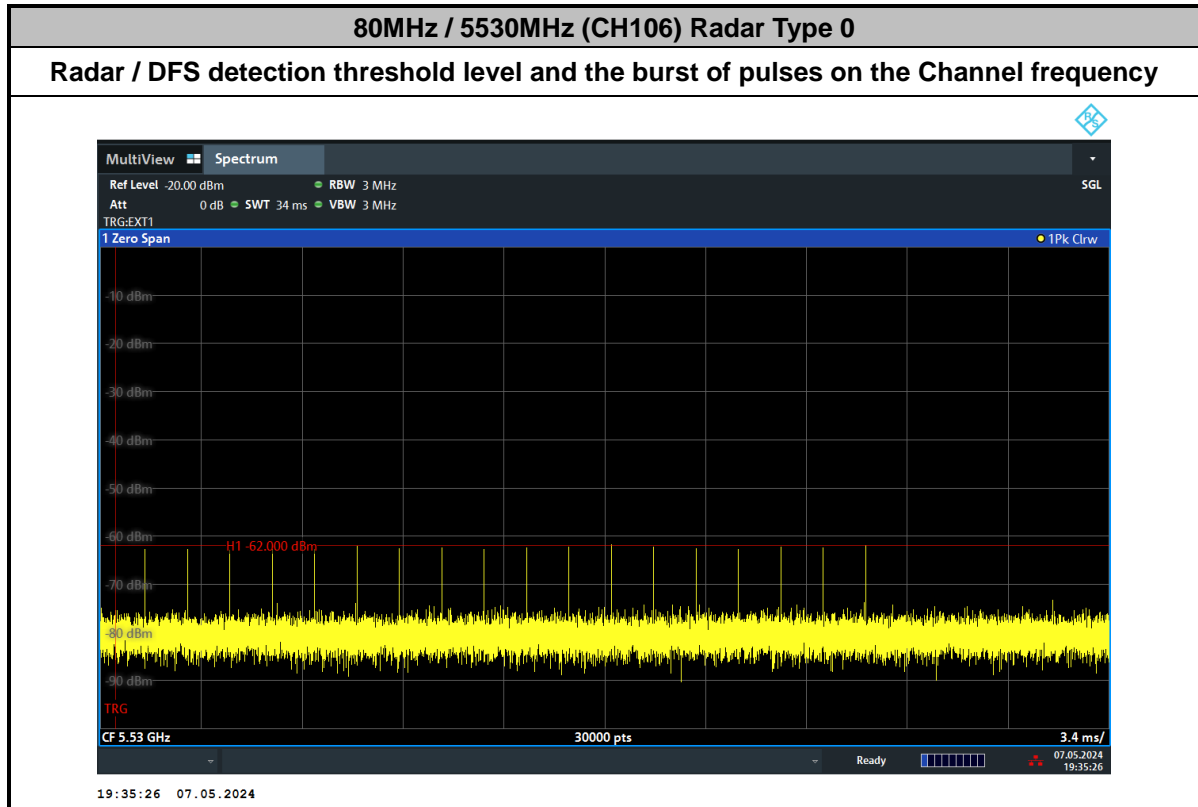 80MHz / 5530MHz (CH106) Radar Type 0
Radar / DFS detection threshold level and the burst of pulses on the Channel frequency
R S
MultiView Spectrum
Ref Level -20.00 dBm RBW 3 MHz SGL
Att 0 dB SWT 34 ms VBW 3 MHz
TRG:EXT1
1 Zero Span 1Pk Clrw
-10 dBm
-20 dBm
-30 dBm
-40 dBm
-50 dBm
-60 dBm
H1 -62.000 dBm
-70 dBm
-80 dBm
-90 dBm
TRG
CF 5.53 GHz 30000 pts 3.4 ms/
Ready 07.05.2024
19:35:26
19:35:26 07.05.2024